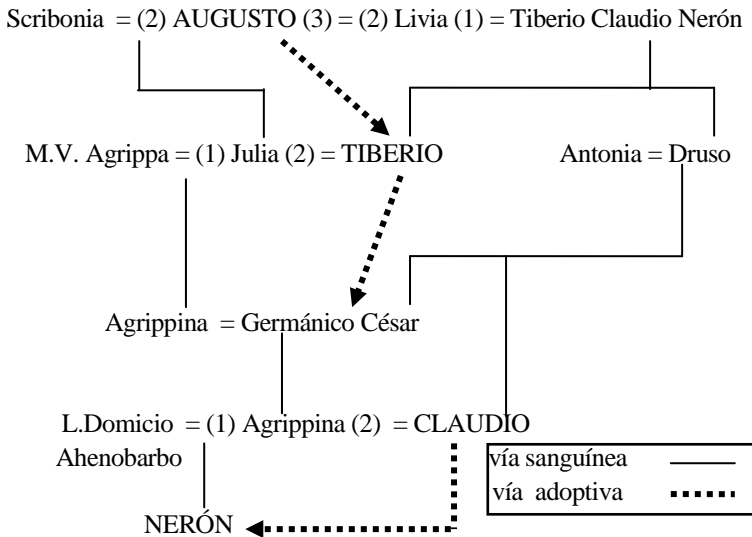 Scribonia = (2) AUGUSTO (3) = (2) Livia (1) = Tiberio Claudio Nerón
M.V. Agrippa = (1) Julia (2) = TIBERIO Antonia = Druso
Agrippina = Germánico César
L.Domicio = (1) Agrippina (2) = CLAUDIO
Ahenobarbo
vía sanguínea
vía adoptiva
NERÓN